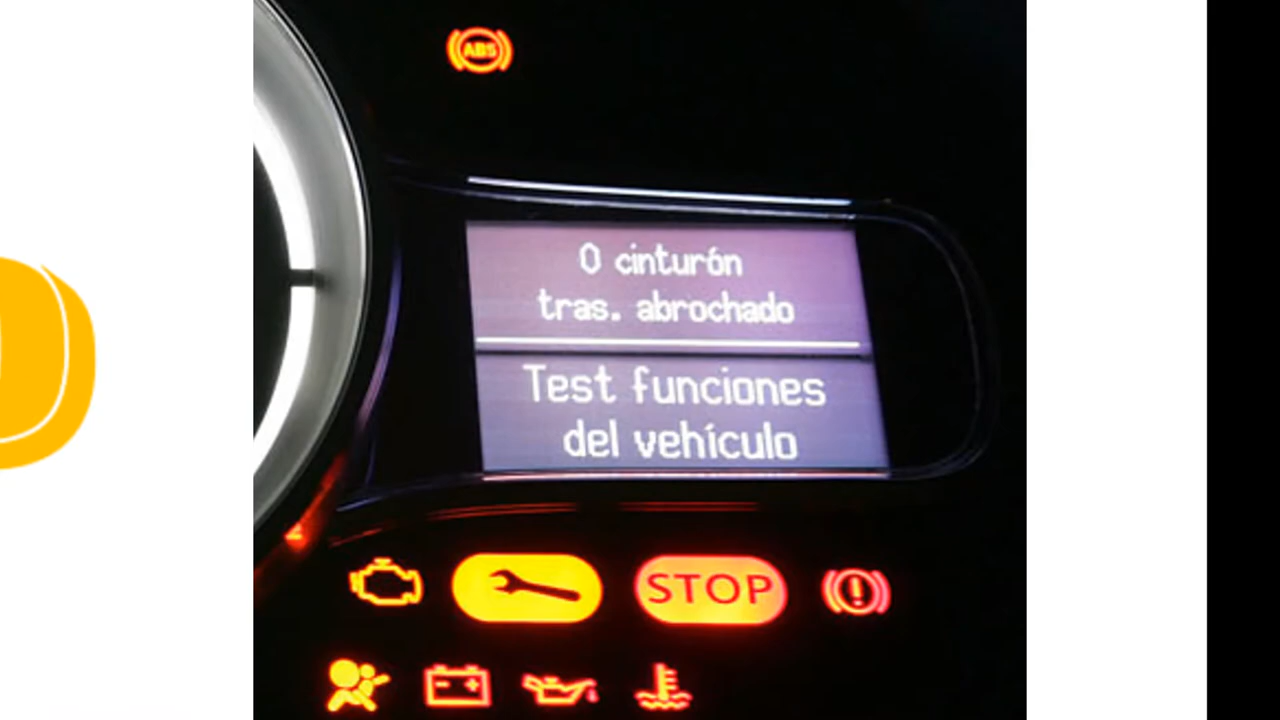 ABS
0 cinturón
tras. abrochado
Test funciones
del vehículo
STOP